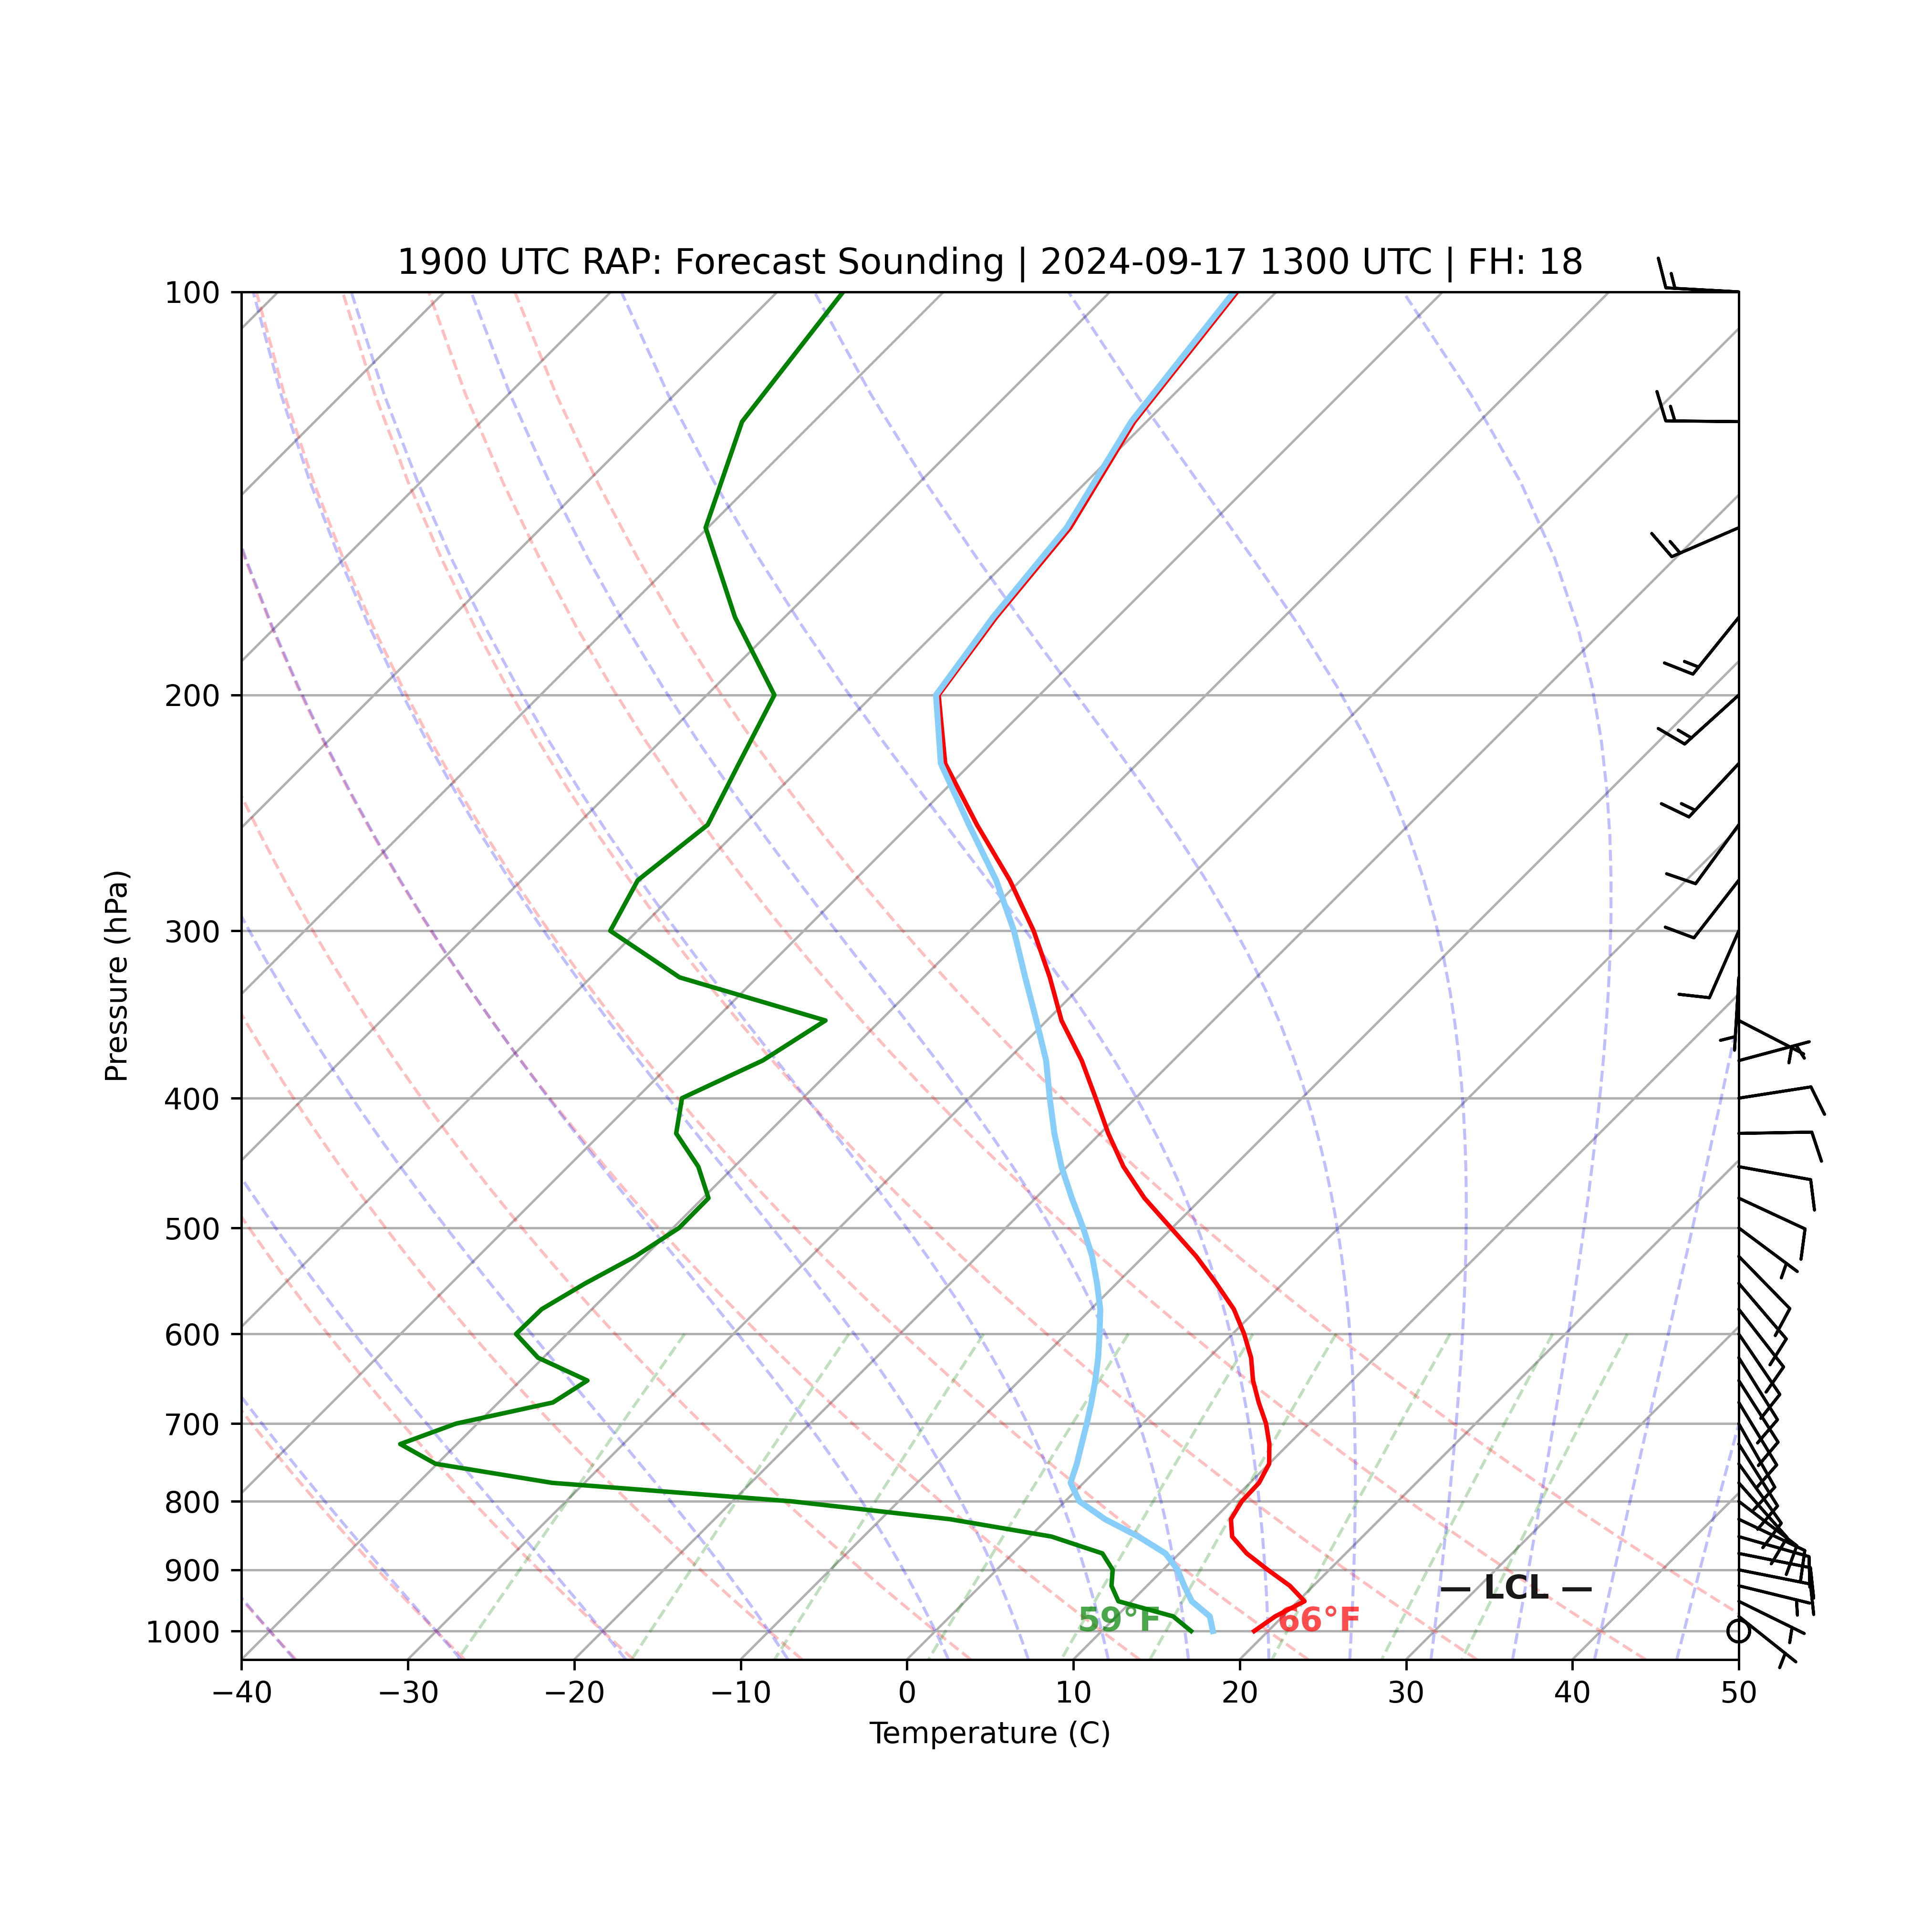 1900 UTC RAP: Forecast Sounding | 2024-09-17 1300 UTC | FH: 18
100
200
300
400
500
600
700
800
900
1000
Pressure (hPa)
— LCL —
59°F 66°F
−40 −30 −20 −10 0 10 20 30 40 50
Temperature (C)